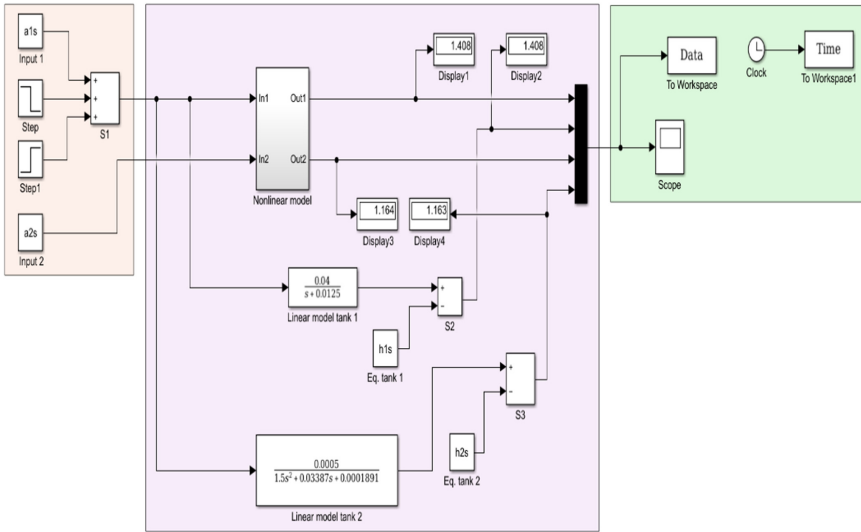 a1s
Input 1
Step
Step1
a2s
Input 2
+
+
+
S1
In1
In2
Out1
Out2
Nonlinear model
1.408
Display1
1.408
Display2
1.164
Display3
1.163
Display4
0.04
s+0.0125
Linear model tank 1
h1s
Eq. tank 1
+
−
S2
+
−
S3
h2s
Eq. tank 2
0.0005
1.5s²+0.03387s+0.0001891
Linear model tank 2
Data
To Workspace
Clock
Time
To Workspace1
Scope